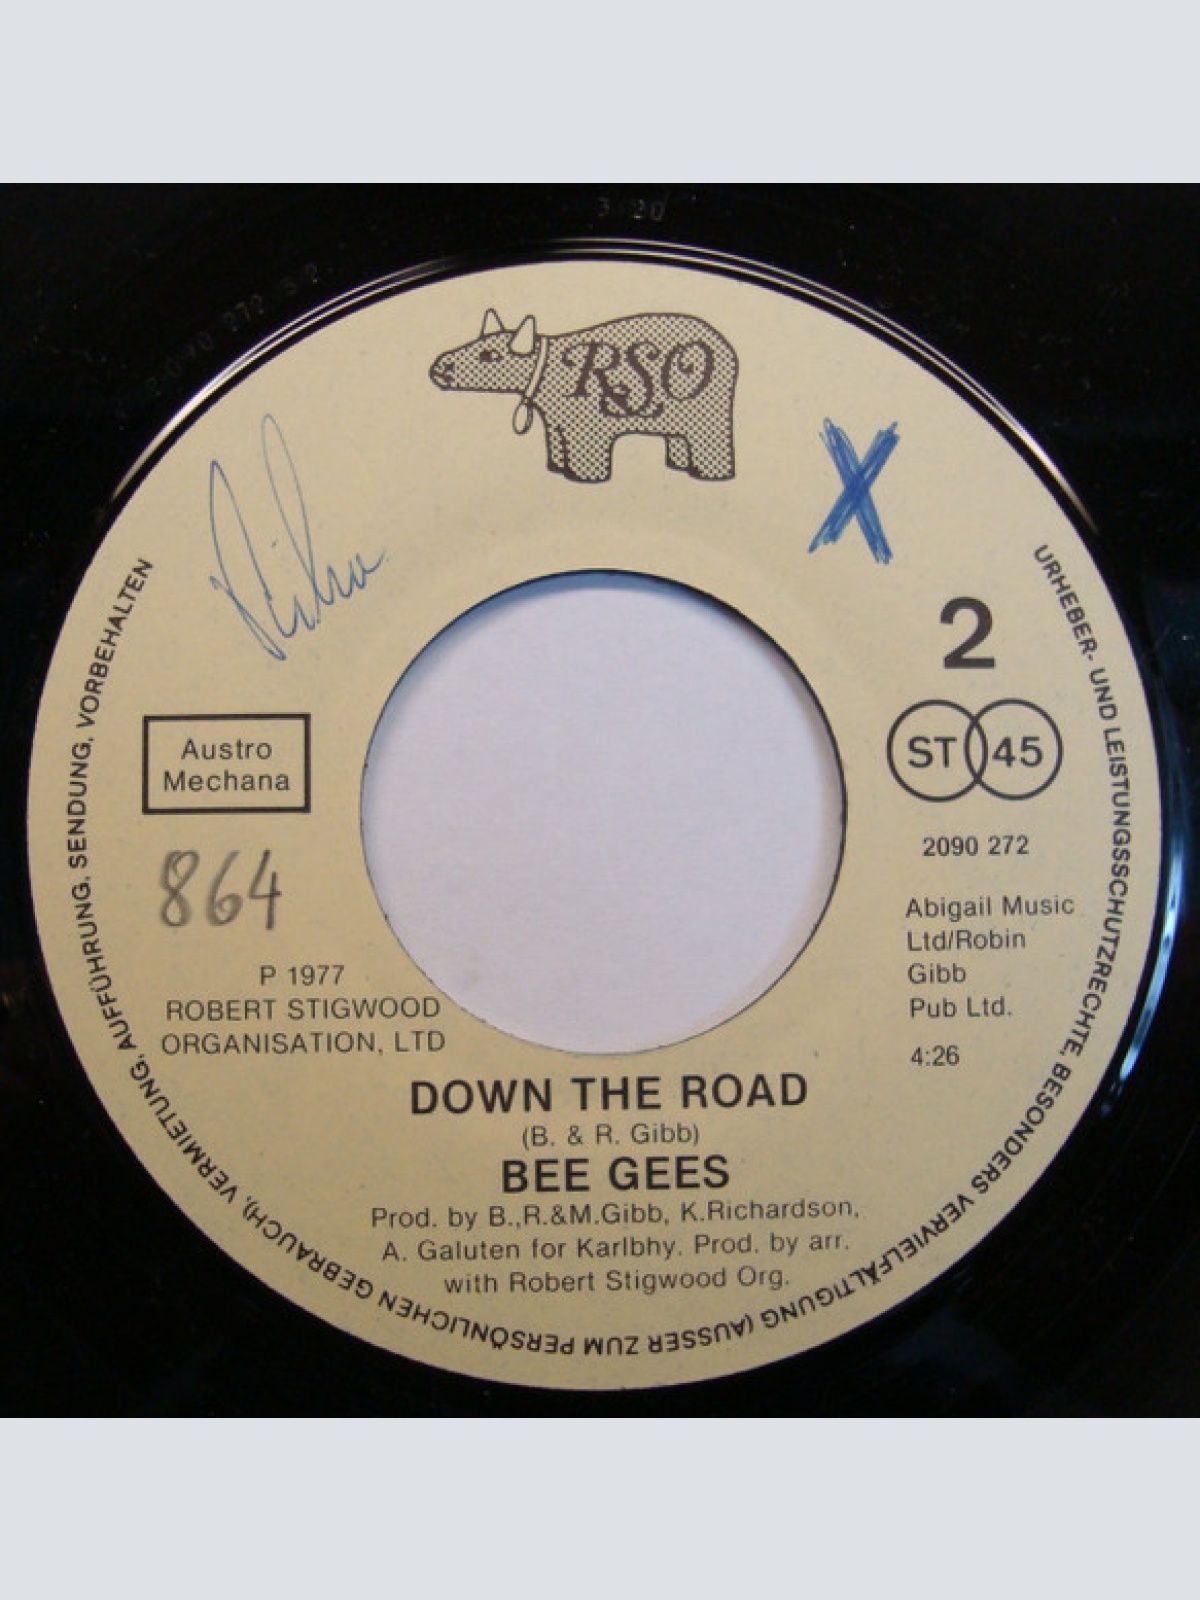 RSO
X
2
ST 45
Austro
Mechana
864
2090 272
Abigail Music
Ltd/Robin
Gibb
Pub Ltd.
4:26
P 1977
ROBERT STIGWOOD
ORGANISATION, LTD
DOWN THE ROAD
(B. & R. Gibb)
BEE GEES
Prod. by B.,R.&M.Gibb, K.Richardson,
A. Galuten for Karlbhy. Prod. by arr.
with Robert Stigwood Org.
URHEBER- UND LEISTUNGSSCHUTZRECHTE, BESONDERS VERVIELFÄLTIGUNG (AUSSER ZUM PERSÖNLICHEN GEBRAUCH), VERMIETUNG, AUFFÜHRUNG, SENDUNG, VORBEHALTEN